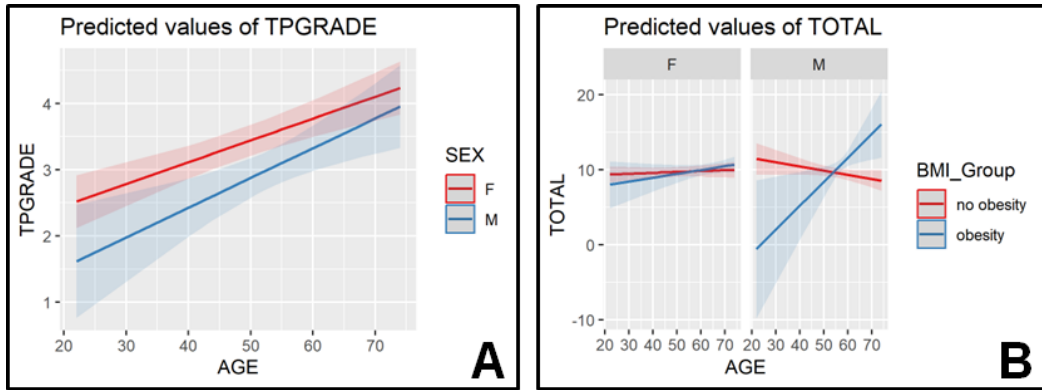 Predicted values of TPGRADE
TPGRADE
4
3
2
1
20 30 40 50 60 70
AGE
SEX
F
M
A
Predicted values of TOTAL
F M
TOTAL
20
10
0
-10
20 30 40 50 60 70 20 30 40 50 60 70
AGE
BMI_Group
no obesity
obesity
B